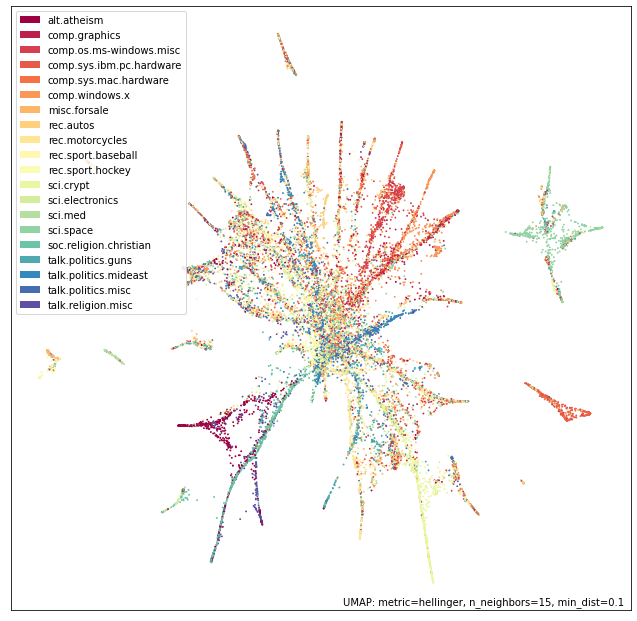 alt.atheism
comp.graphics
comp.os.ms-windows.misc
comp.sys.ibm.pc.hardware
comp.sys.mac.hardware
comp.windows.x
misc.forsale
rec.autos
rec.motorcycles
rec.sport.baseball
rec.sport.hockey
sci.crypt
sci.electronics
sci.med
sci.space
soc.religion.christian
talk.politics.guns
talk.politics.mideast
talk.politics.misc
talk.religion.misc
UMAP: metric=hellinger, n_neighbors=15, min_dist=0.1